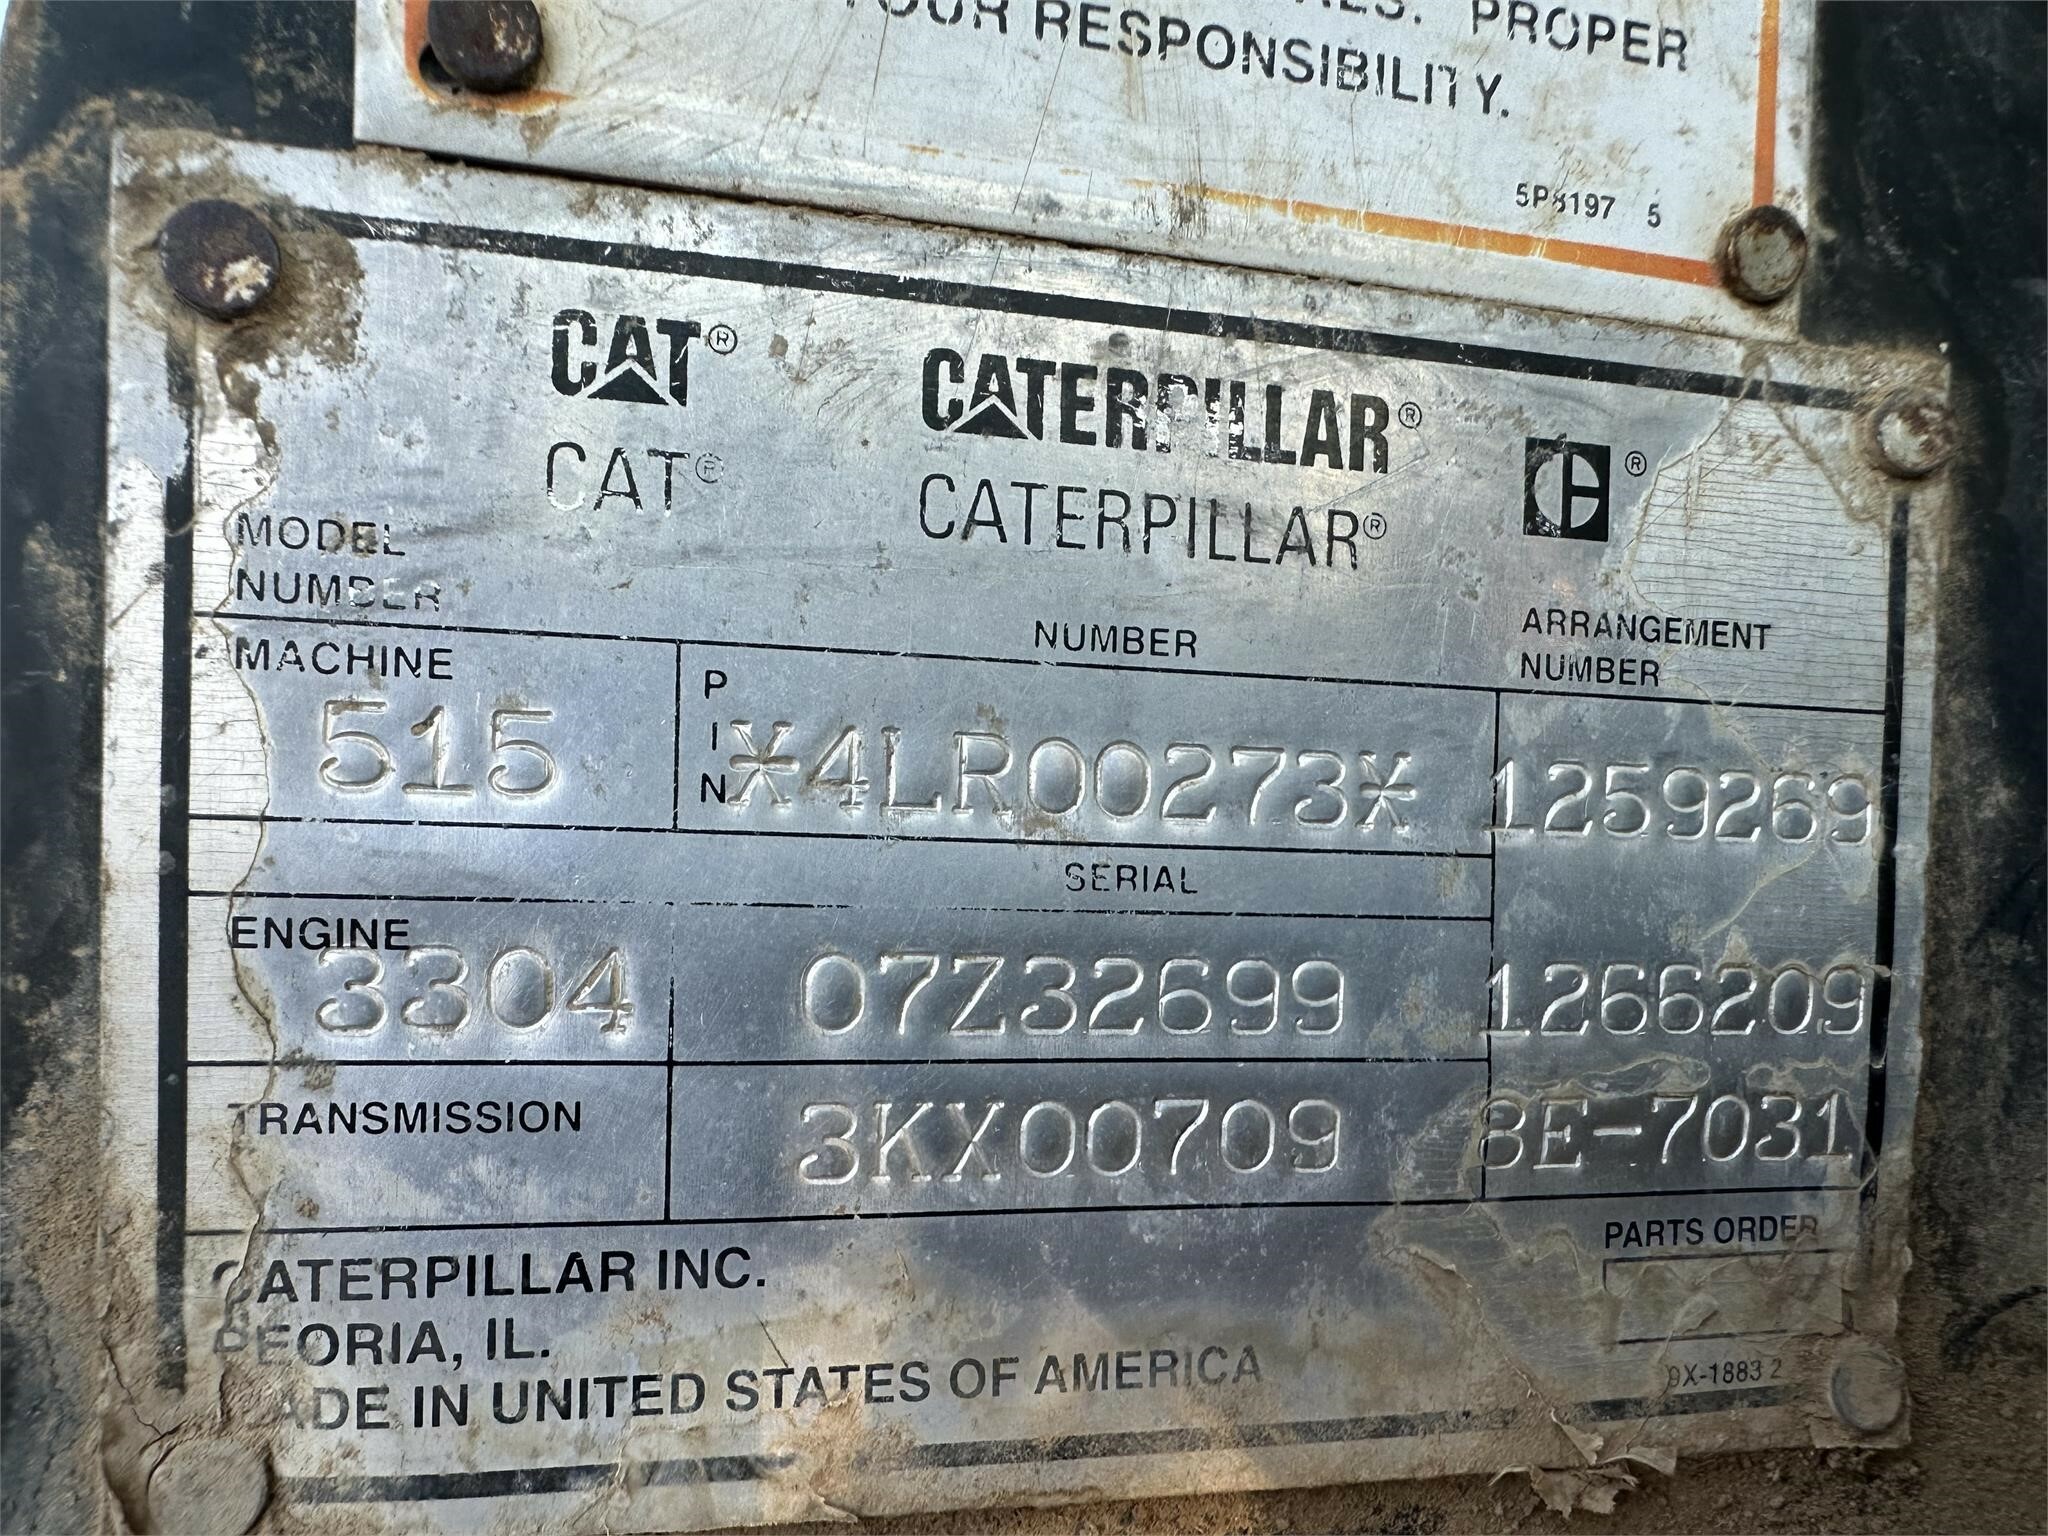 PROPER
YOUR RESPONSIBILITY.
5P8197 5
CAT® CATERPILLAR® ®
CAT® CATERPILLAR®
MODEL
NUMBER NUMBER ARRANGEMENT
NUMBER
MACHINE
515 PIN *4LR00273* 1259269
SERIAL
ENGINE
3304 07Z32699 1266209
TRANSMISSION 3KX00709 8E-7031
PARTS ORDER
CATERPILLAR INC.
PEORIA, IL.
MADE IN UNITED STATES OF AMERICA
9X-1883 2